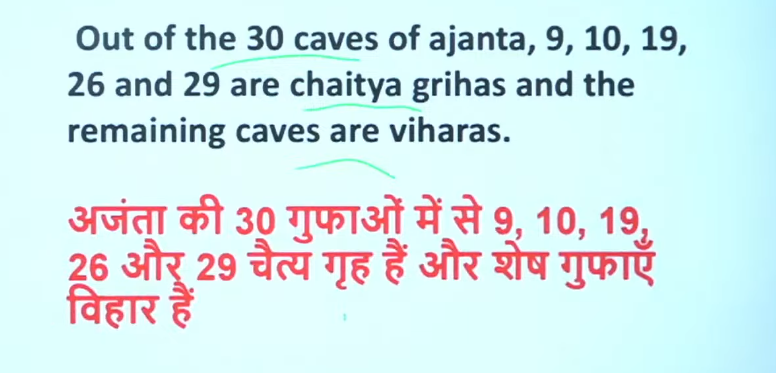 Out of the 30 caves of ajanta, 9, 10, 19,
26 and 29 are chaitya grihas and the
remaining caves are viharas.
अजंता की 30 गुफाओं में से 9, 10, 19,
26 और 29 चैत्य गृह हैं और शेष गुफाएँ
विहार हैं